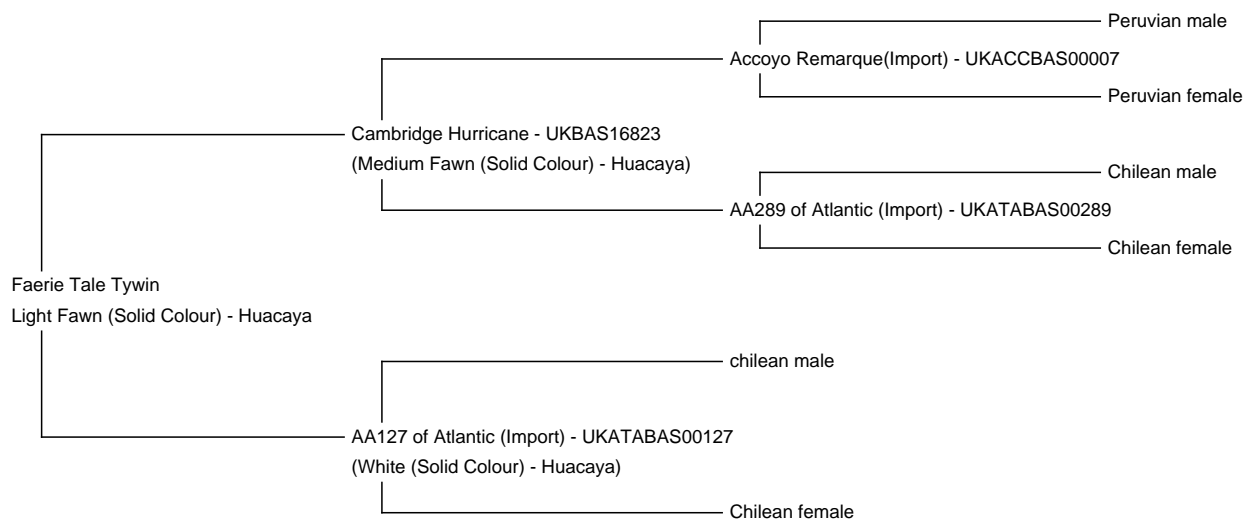 Peruvian male
Accoyo Remarque(Import) - UKACCBAS00007
Peruvian female
Cambridge Hurricane - UKBAS16823
(Medium Fawn (Solid Colour) - Huacaya)
Chilean male
AA289 of Atlantic (Import) - UKATABAS00289
Chilean female
Faerie Tale Tywin
Light Fawn (Solid Colour) - Huacaya
chilean male
AA127 of Atlantic (Import) - UKATABAS00127
(White (Solid Colour) - Huacaya)
Chilean female